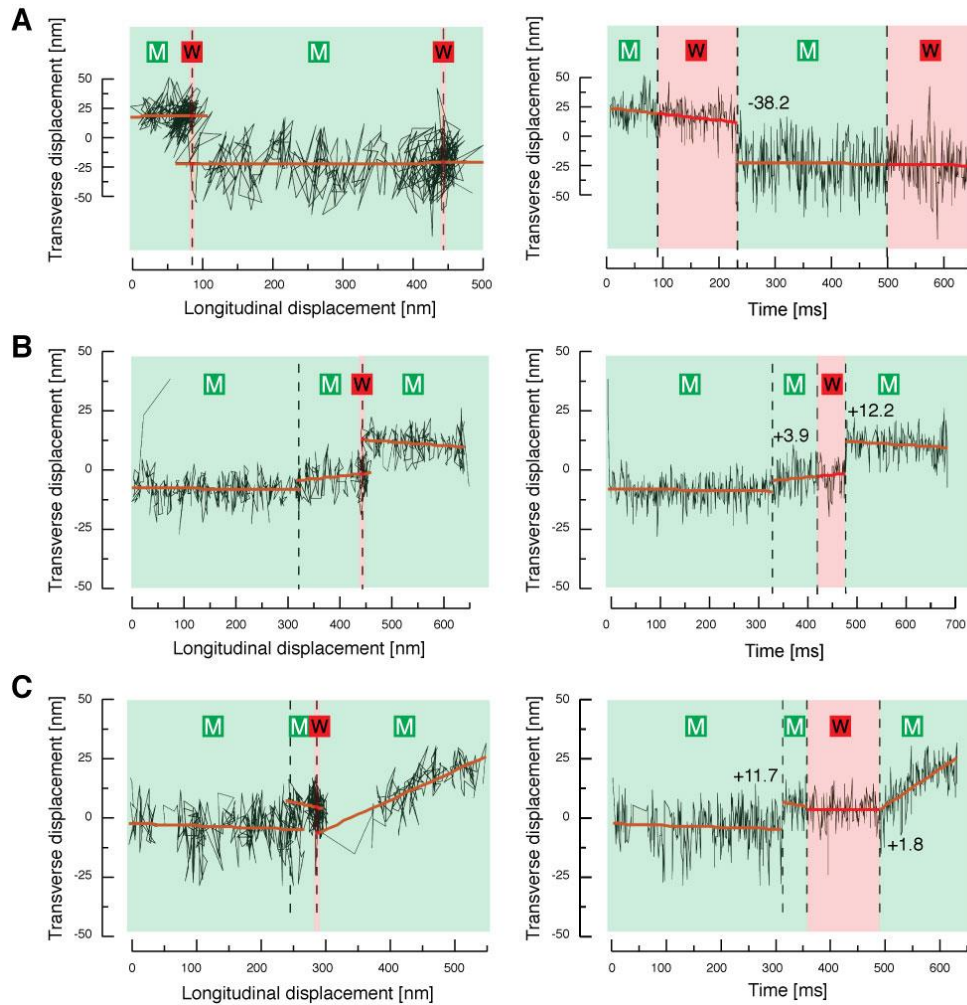 A
Transverse displacement [nm]
50
25
0
-25
-50
M W M W
0 100 200 300 400 500
Longitudinal displacement [nm]
Transverse displacement [nm]
50
25
0
-25
-50
M W M W
-38.2
0 100 200 300 400 500 600
Time [ms]
B
Transverse displacement [nm]
50
25
0
-25
-50
M M W M
0 100 200 300 400 500 600
Longitudinal displacement [nm]
Transverse displacement [nm]
50
25
0
-25
-50
M M W M
+12.2
+3.9
0 100 200 300 400 500 600 700
Time [ms]
C
Transverse displacement [nm]
50
25
0
-25
-50
M M W M
0 100 200 300 400 500
Longitudinal displacement [nm]
Transverse displacement [nm]
50
25
0
-25
-50
M M W M
+11.7
+1.8
0 100 200 300 400 500 600
Time [ms]